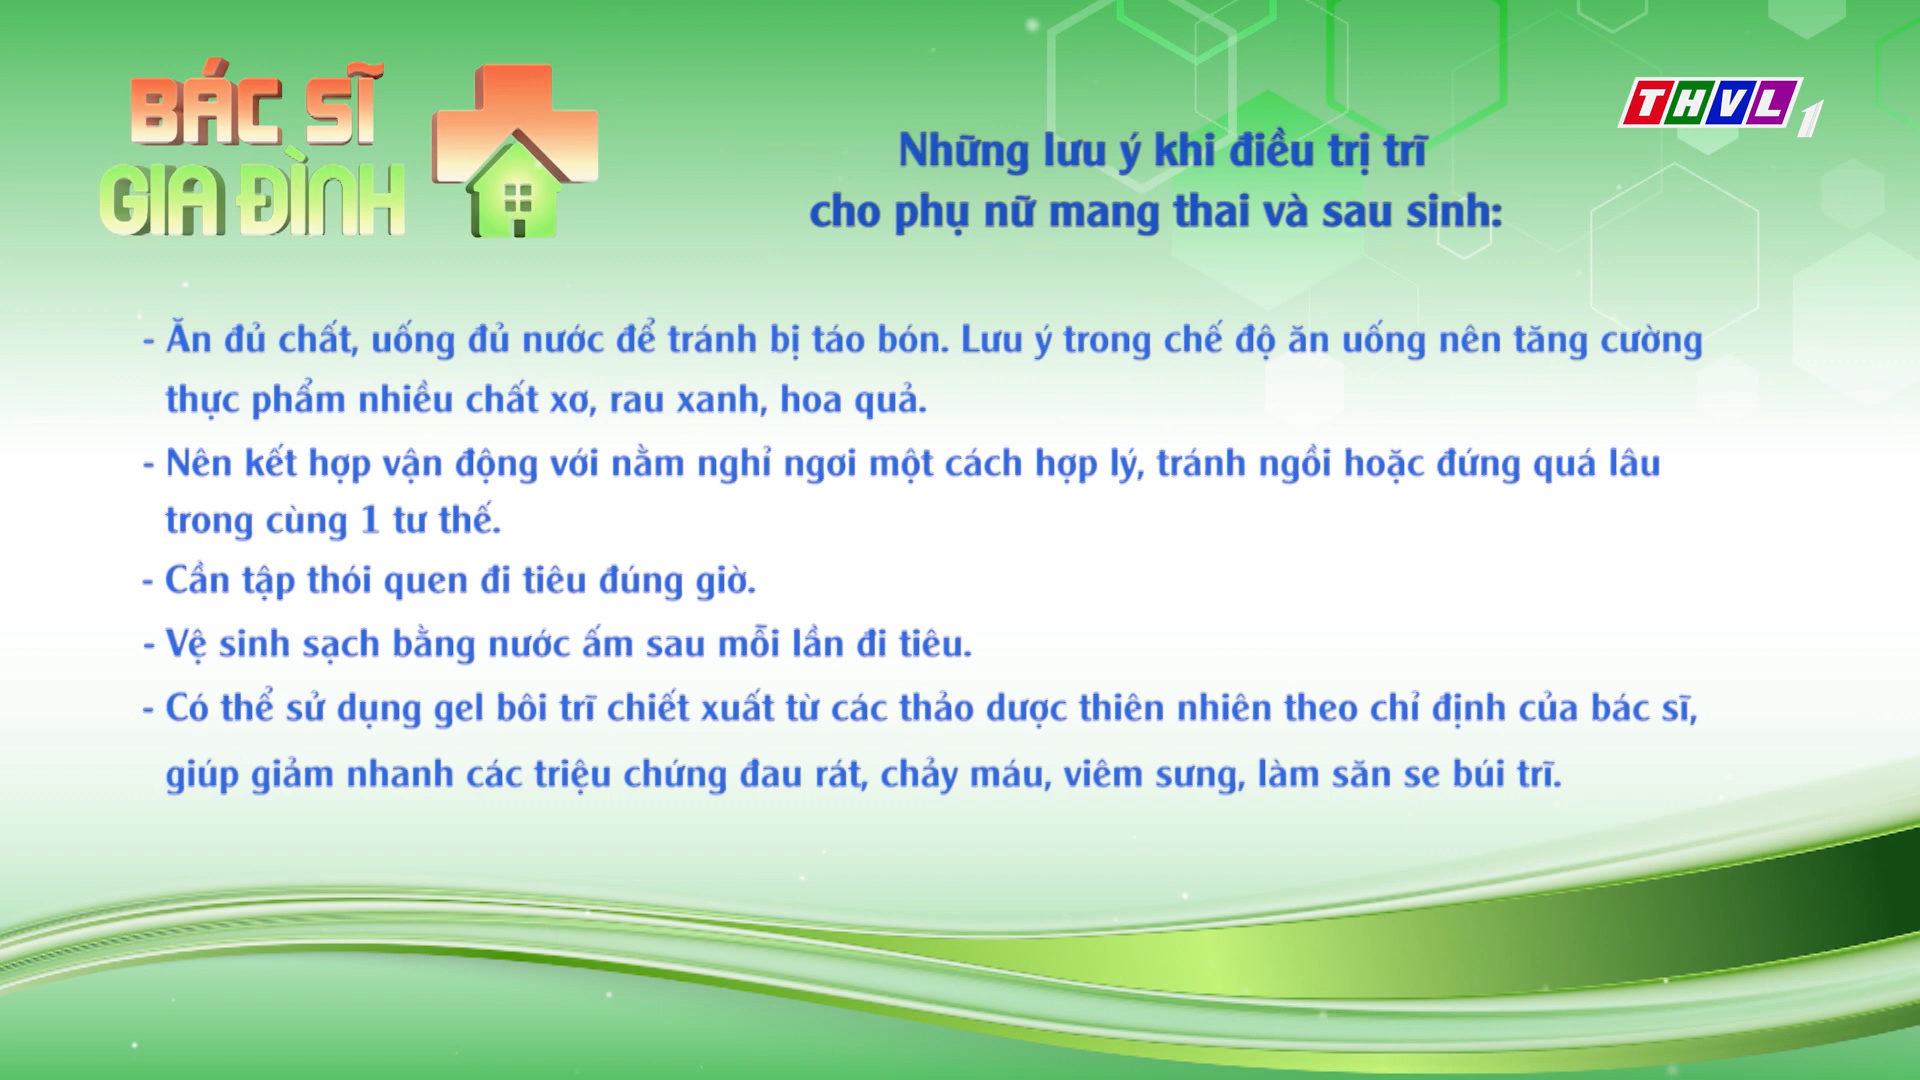 BÁC SĨ
GIA ĐÌNH
THVL1
Những lưu ý khi điều trị trĩ
cho phụ nữ mang thai và sau sinh:
- Ăn đủ chất, uống đủ nước để tránh bị táo bón. Lưu ý trong chế độ ăn uống nên tăng cường
thực phẩm nhiều chất xơ, rau xanh, hoa quả.
- Nên kết hợp vận động với nằm nghỉ ngơi một cách hợp lý, tránh ngồi hoặc đứng quá lâu
trong cùng 1 tư thế.
- Cần tập thói quen đi tiêu đúng giờ.
- Vệ sinh sạch bằng nước ấm sau mỗi lần đi tiêu.
- Có thể sử dụng gel bôi trĩ chiết xuất từ các thảo dược thiên nhiên theo chỉ định của bác sĩ,
giúp giảm nhanh các triệu chứng đau rát, chảy máu, viêm sưng, làm săn se búi trĩ.